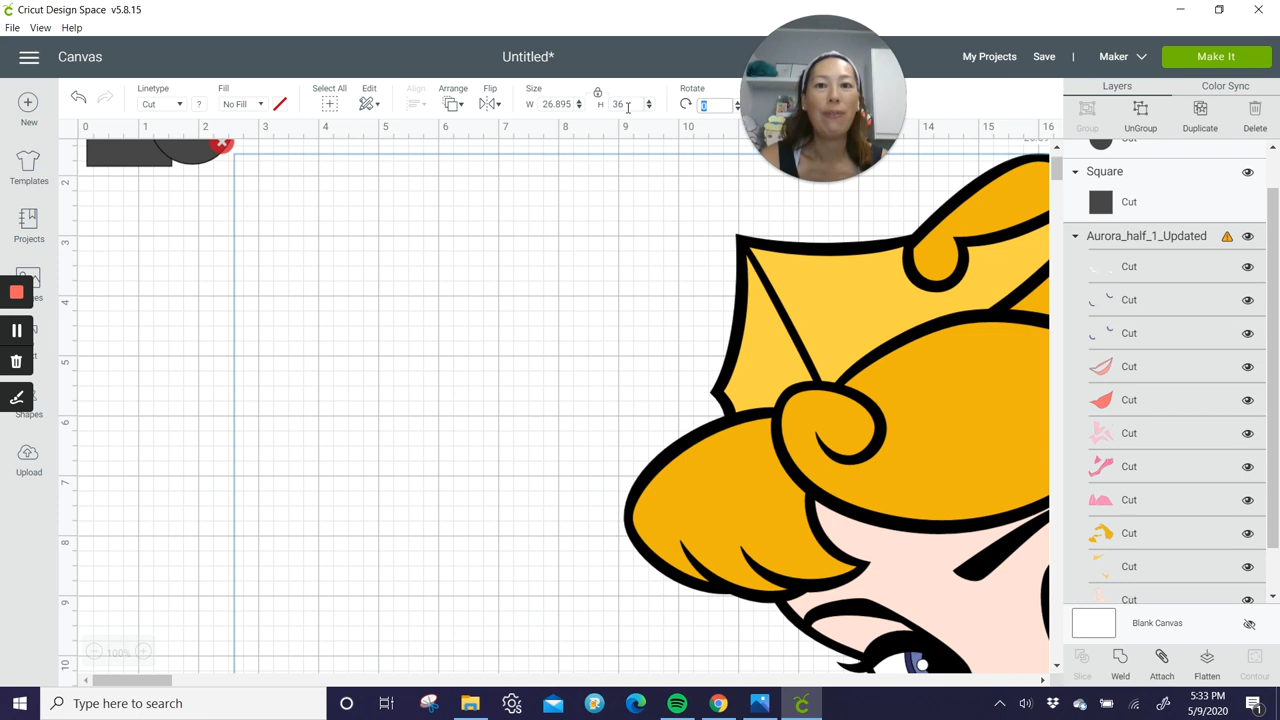 Cricut Design Space v5.8.15
File View Help
Canvas
Untitled*
My Projects Save | Maker Make It
New
Templates
Projects
Shapes
Upload
Linetype
Cut
?
Fill
No Fill
Select All
Edit
Align
Arrange
Flip
Size
W 26.895
H 36
Rotate
0
0 1 2 3 4 5 6 7 8 9 10 14 15 16
2
3
4
5
6
7
8
9
10
100%
Layers Color Sync
Group UnGroup Duplicate Delete
Square
Cut
Aurora_half_1_Updated
Cut
Cut
Cut
Cut
Cut
Cut
Cut
Cut
Cut
Cut
Cut
Blank Canvas
Slice Weld Attach Flatten Contour
Type here to search
5:33 PM
5/9/2020